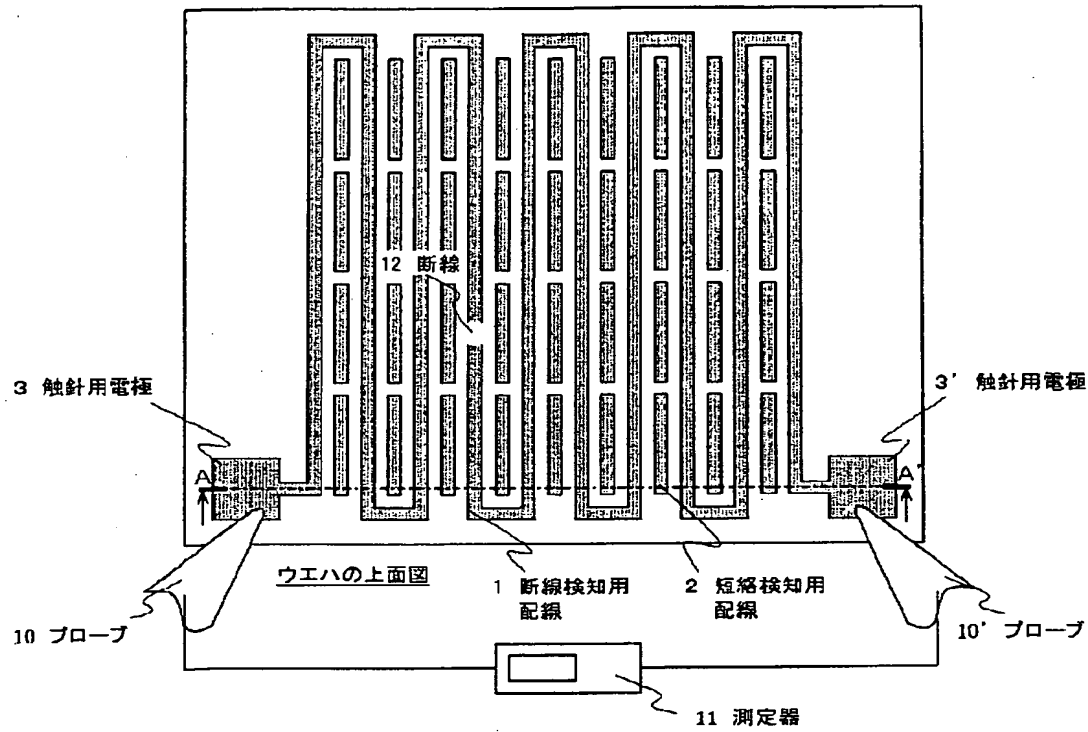 12 断線
3 触針用電極
3' 触針用電極
A
A'
ウエハの上面図
1 断線検知用
配線
2 短絡検知用
配線
10 プローブ
10' プローブ
11 測定器